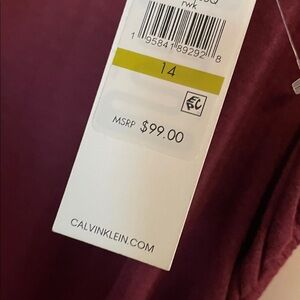 rwk
1 95841 89292 8
14
MSRP $99.00
CALVINKLEIN.COM